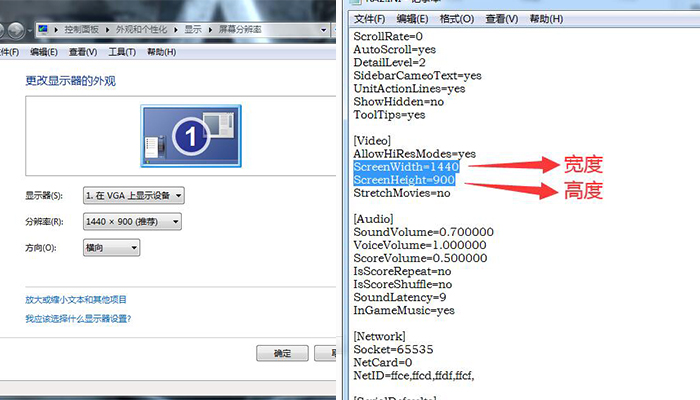 控制面板 外观和个性化 显示 屏幕分辨率
件(F) 编辑(E) 查看(V) 工具(T) 帮助(H)
更改显示器的外观
1
显示器(S): 1. 在 VGA 上显示设备
分辨率(R): 1440 × 900 (推荐)
方向(O): 横向
放大或缩小文本和其他项目
我应该选择什么显示器设置?
确定
文件(F) 编辑(E) 格式(O) 查看(V) 帮助(H)
ScrollRate=0
AutoScroll=yes
DetailLevel=2
SidebarCameoText=yes
UnitActionLines=yes
ShowHidden=no
ToolTips=yes
[Video]
AllowHiResModes=yes
ScreenWidth=1440 宽度
ScreenHeight=900 高度
StretchMovies=no
[Audio]
SoundVolume=0.700000
VoiceVolume=1.000000
ScoreVolume=0.500000
IsScoreRepeat=no
IsScoreShuffle=no
SoundLatency=9
InGameMusic=yes
[Network]
Socket=65535
NetCard=0
NetID=ffce,ffcd,ffdf,ffcf,